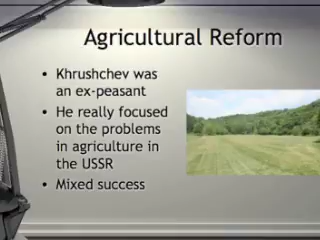 Agricultural Reform
• Khrushchev was
an ex-peasant
• He really focused
on the problems
in agriculture in
the USSR
• Mixed success